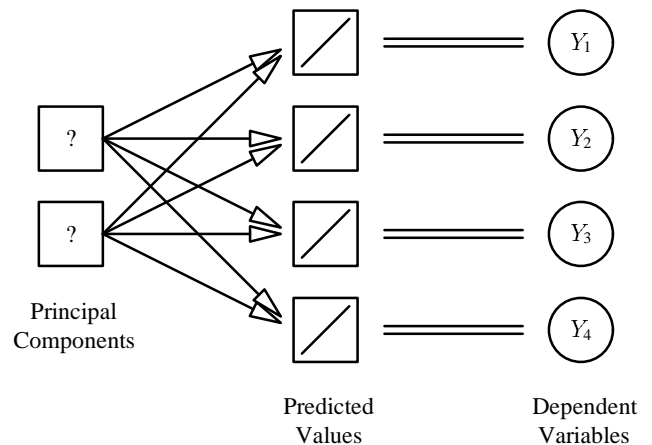 Y1
? Y2
? Y3
Principal
Components
Y4
Predicted
Values
Dependent
Variables